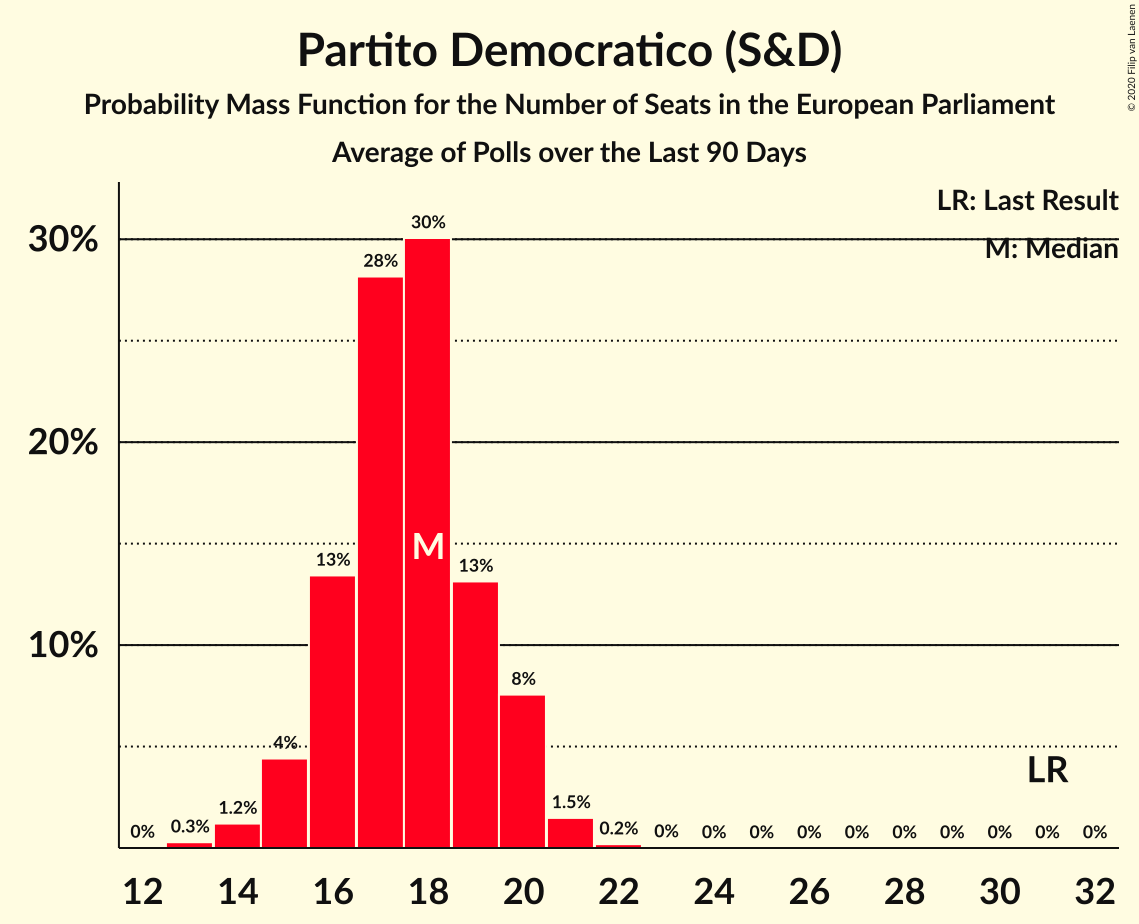 Partito Democratico (S&D)
Probability Mass Function for the Number of Seats in the European Parliament
Average of Polls over the Last 90 Days
© 2020 Filip van Laenen
LR: Last Result
M: Median
30%
20%
10%
0%
0.3%
1.2%
4%
13%
28%
30%
13%
8%
1.5%
0.2%
0%
0%
0%
0%
0%
0%
0%
0%
0%
0%
M
LR
12 14 16 18 20 22 24 26 28 30 32